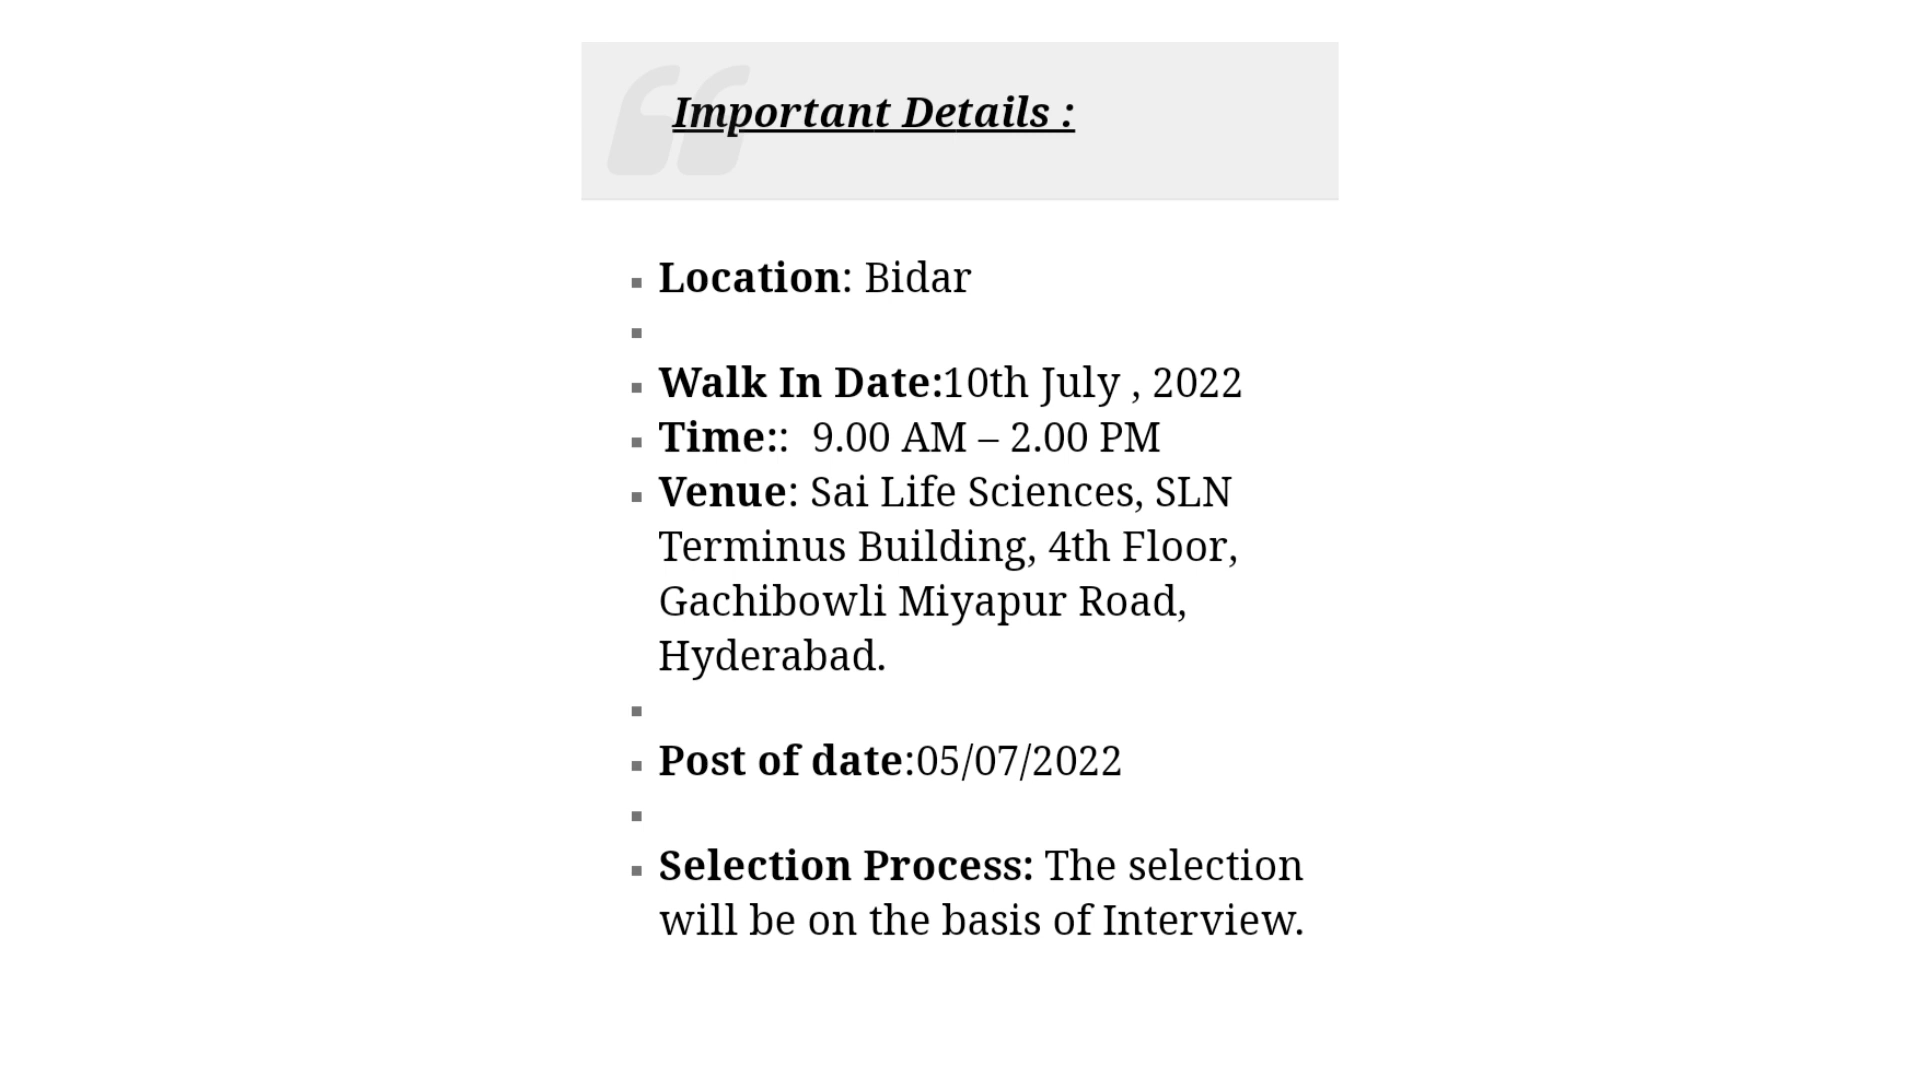 Important Details :
Location: Bidar
Walk In Date:10th July , 2022
Time::  9.00 AM – 2.00 PM
Venue: Sai Life Sciences, SLN
Terminus Building, 4th Floor,
Gachibowli Miyapur Road,
Hyderabad.
Post of date:05/07/2022
Selection Process: The selection
will be on the basis of Interview.